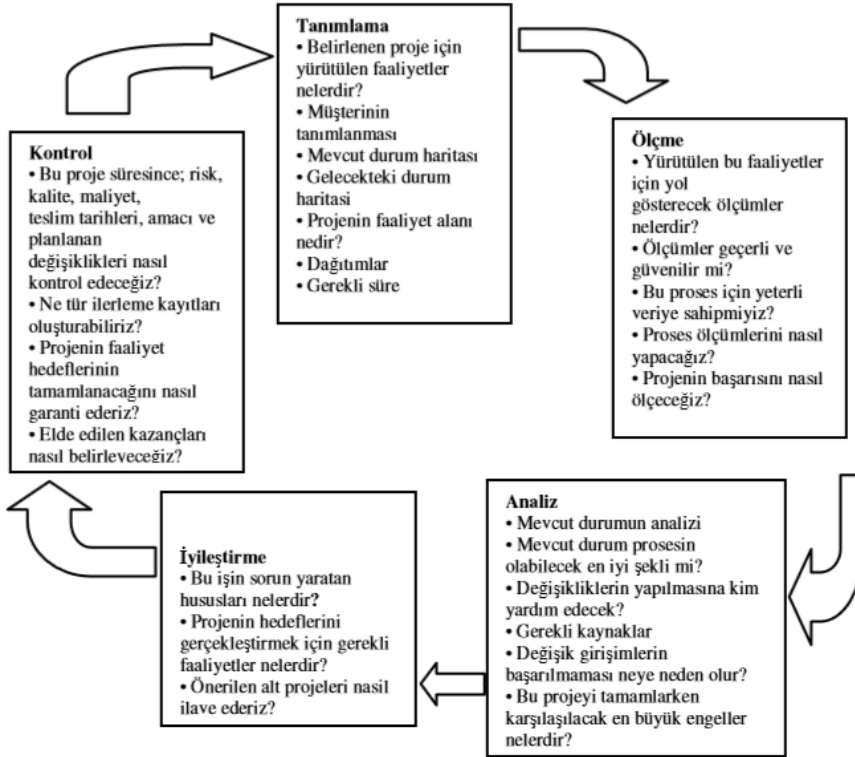 Tanımlama
• Belirlenen proje için
yürütülen faaliyetler
nelerdir?
• Müşterinin
tanımlanması
• Mevcut durum haritası
• Gelecekteki durum
haritasi
• Projenin faaliyet alanı
nedir?
• Dağıtımlar
• Gerekli süre
Ölçme
• Yürütülen bu faaliyetler
için yol
gösterecek ölçümler
nelerdir?
• Ölçümler geçerli ve
güvenilir mi?
• Bu proses için yeterli
veriye sahipmiyiz?
• Proses ölçümlerini nasıl
yapacağız?
• Projenin başarısını nasıl
ölçeceğiz?
Analiz
• Mevcut durumun analizi
• Mevcut durum prosesin
olabilecek en iyi şekli mi?
• Değişikliklerin yapılmasına kim
yardım edecek?
• Gerekli kaynaklar
• Değişik girişimlerin
başarılmaması neye neden olur?
• Bu projeyi tamamlarken
karşılaşılacak en büyük engeller
nelerdir?
İyileştirme
• Bu işin sorun yaratan
hususları nelerdir?
• Projenin hedeflerini
gerçekleştirmek için gerekli
faaliyetler nelerdir?
• Önerilen alt projeleri nasil
ilave ederiz?
Kontrol
• Bu proje süresince; risk,
kalite, maliyet,
teslim tarihleri, amacı ve
planlanan
değişiklikleri nasıl
kontrol edeceğiz?
• Ne tür ilerleme kayıtları
oluşturabiliriz?
• Projenin faaliyet
hedeflerinin
tamamlanacağını nasıl
garanti ederiz?
• Elde edilen kazançları
nasıl belirleveceğiz?